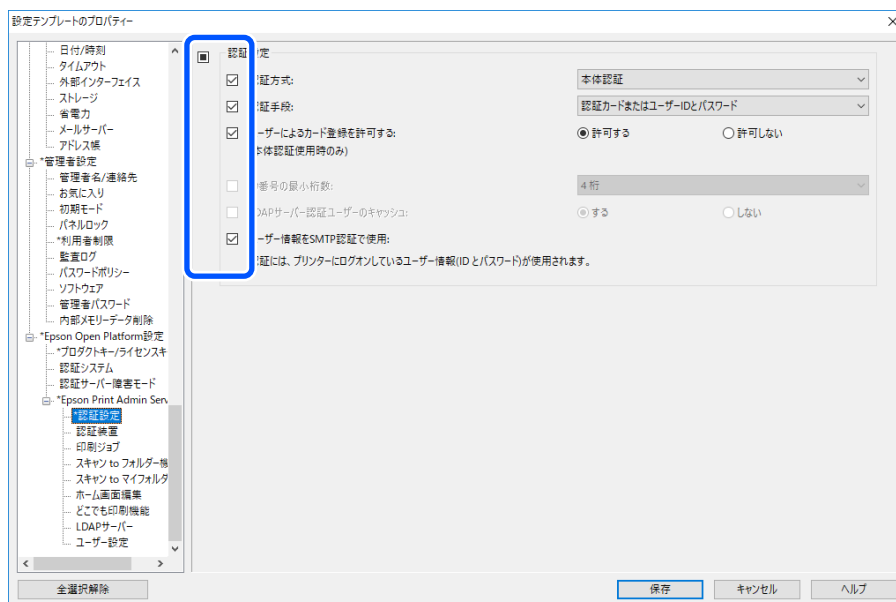 設定テンプレートのプロパティー
日付/時刻
タイムアウト
外部インターフェイス
ストレージ
省電力
メールサーバー
アドレス帳
*管理者設定
管理者名/連絡先
お気に入り
初期モード
パネルロック
*利用者制限
監査ログ
パスワードポリシー
ソフトウェア
管理者パスワード
内部メモリーデータ削除
*Epson Open Platform設定
*プロダクトキー/ライセンスキ
認証システム
認証サーバー障害モード
*Epson Print Admin Serv
*認証設定
認証装置
印刷ジョブ
スキャン to フォルダー機
スキャン to マイフォルダ
ホーム画面編集
どこでも印刷機能
LDAPサーバー
ユーザー設定
認証設定
証方式:
本体認証
証手段:
認証カードまたはユーザーIDとパスワード
ーザーによるカード登録を許可する:
許可する
許可しない
本体認証使用時のみ)
番号の最小桁数:
4 桁
DAPサーバー認証ユーザーのキャッシュ:
する
しない
ーザー情報をSMTP認証で使用:
証には、プリンターにログオンしているユーザー情報(ID とパスワード)が使用されます。
全選択解除
保存
キャンセル
ヘルプ